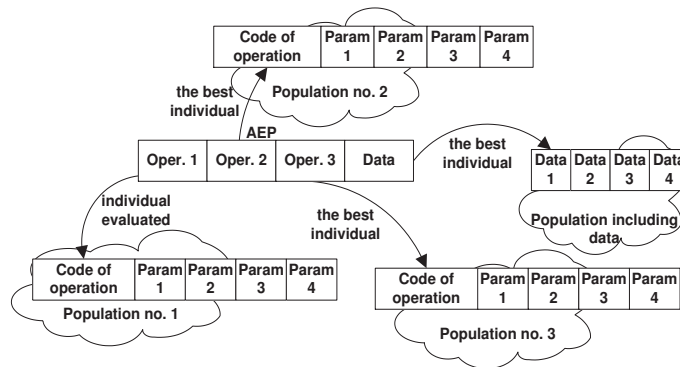 Code of operation Param 1 Param 2 Param 3 Param 4
Population no. 2
the best individual
AEP
Oper. 1 Oper. 2 Oper. 3 Data
the best individual
Data 1 Data 2 Data 3 Data 4
Population including data
individual evaluated
the best individual
Code of operation Param 1 Param 2 Param 3 Param 4
Population no. 1
Code of operation Param 1 Param 2 Param 3 Param 4
Population no. 3